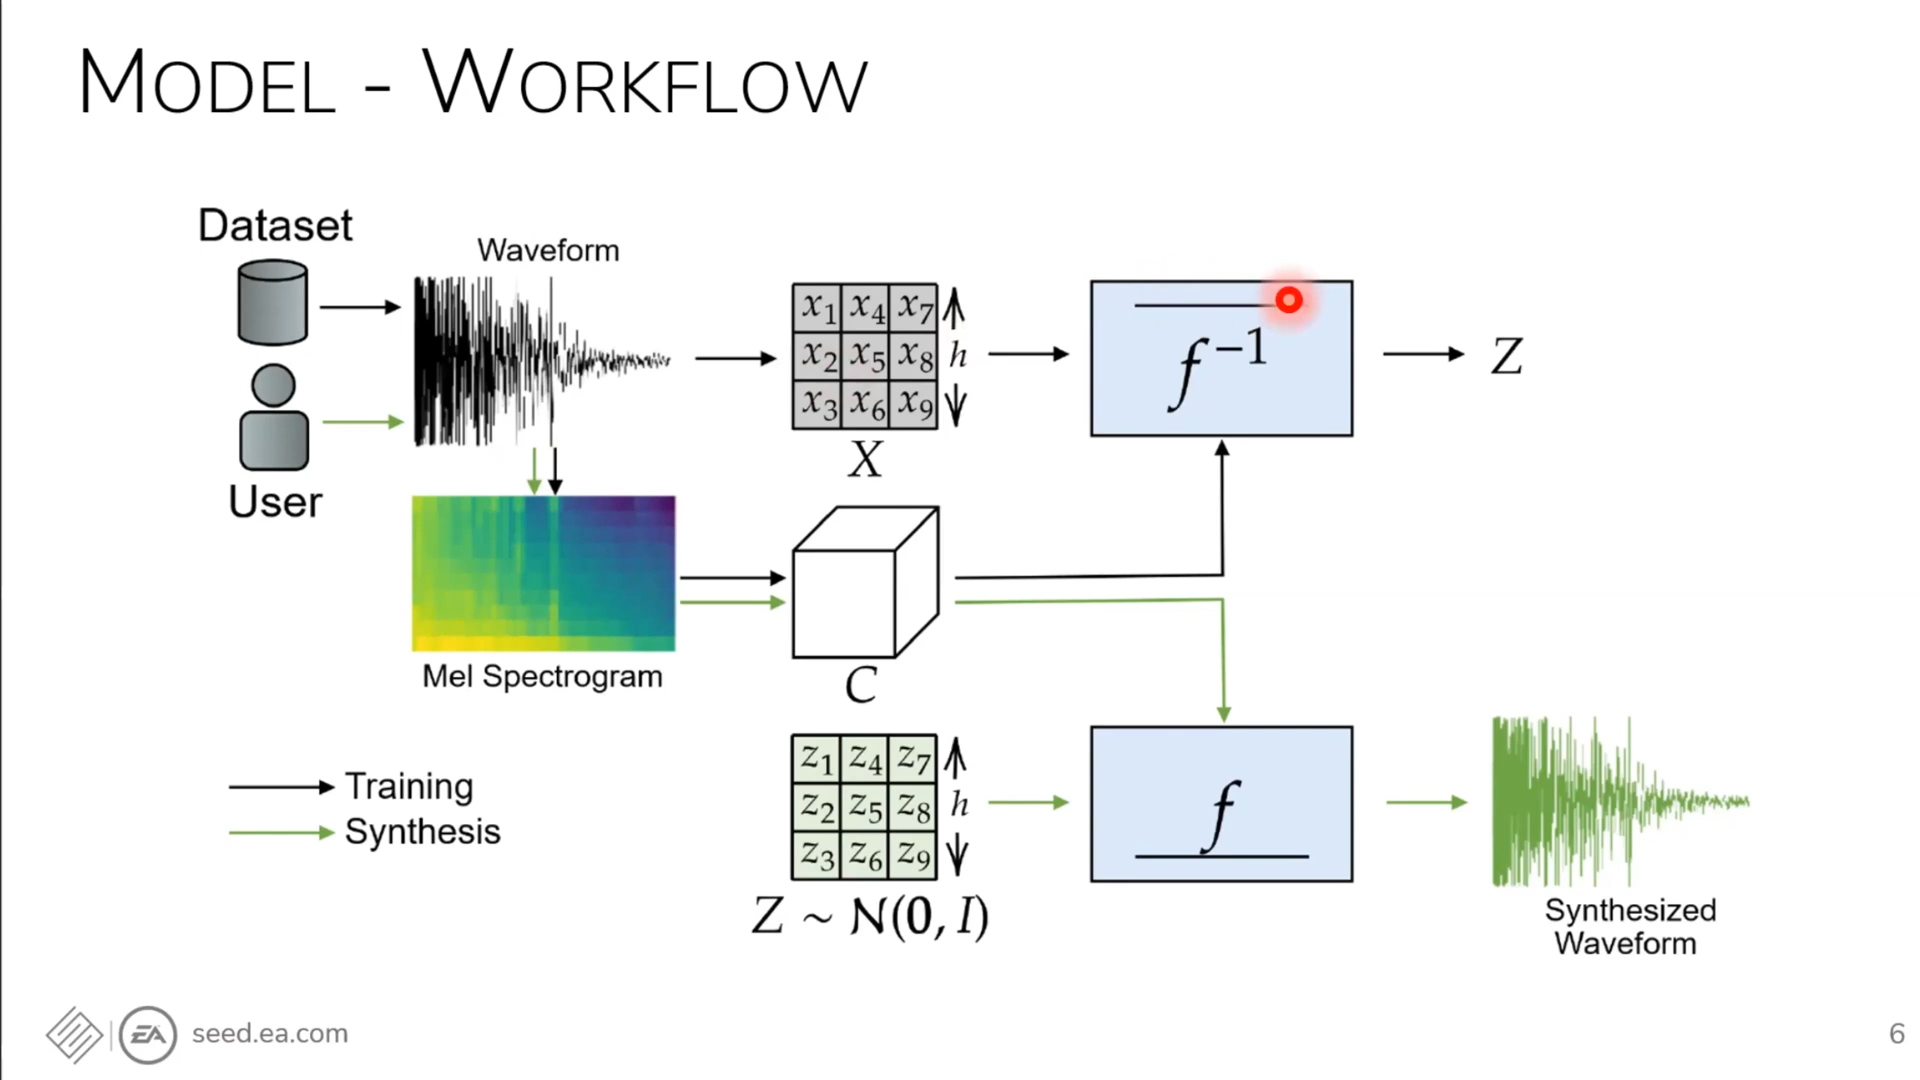 MODEL - WORKFLOW
Dataset
Waveform
User
x1 x4 x7
x2 x5 x8
x3 x6 x9
h
X
f−1
Z
Mel Spectrogram
C
Training
Synthesis
z1 z4 z7
z2 z5 z8
z3 z6 z9
h
Z ~ N(0, I)
f
Synthesized
Waveform
EA
seed.ea.com
6